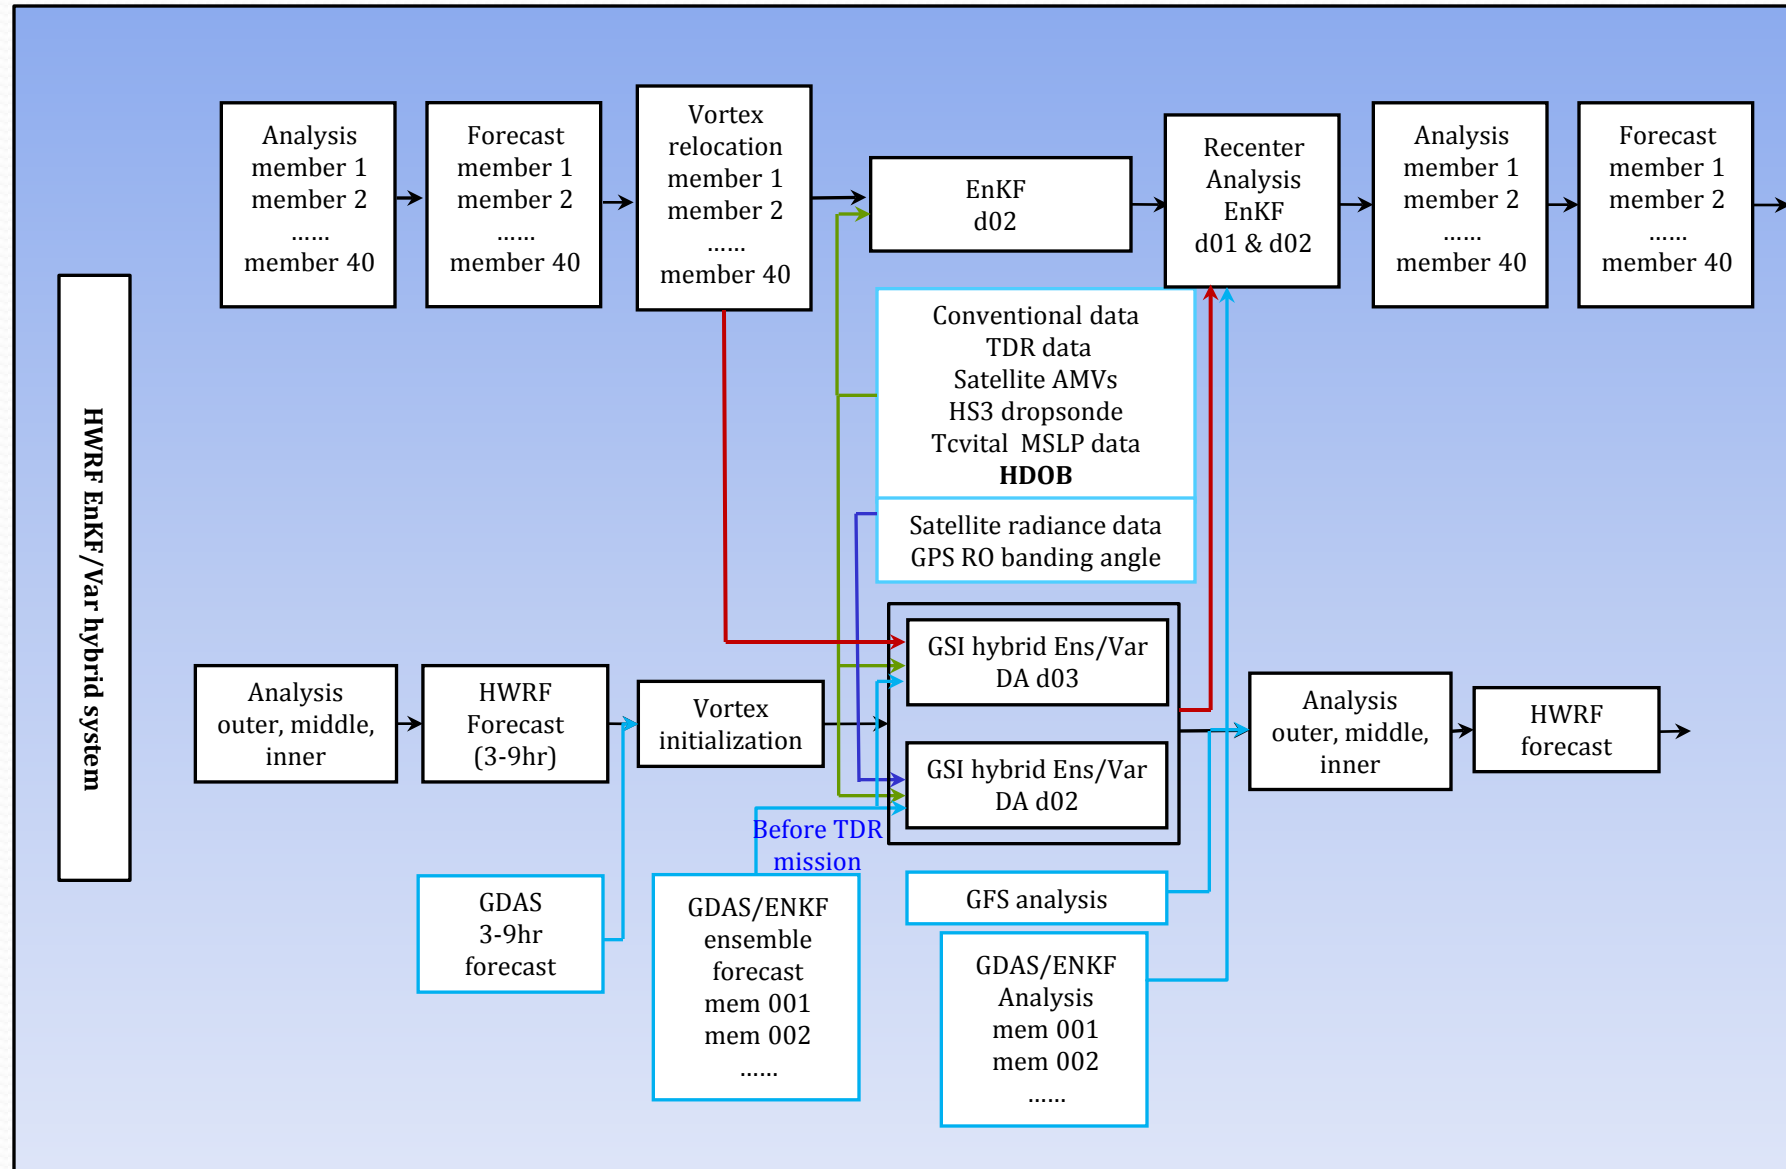 HWRF EnKF/Var hybrid system
Analysis
member 1
member 2
......
member 40
Forecast
member 1
member 2
......
member 40
Vortex
relocation
member 1
member 2
......
member 40
EnKF
d02
Recenter
Analysis
EnKF
d01 & d02
Analysis
member 1
member 2
......
member 40
Forecast
member 1
member 2
......
member 40
Conventional data
TDR data
Satellite AMVs
HS3 dropsonde
Tcvital MSLP data
HDOB
Satellite radiance data
GPS RO banding angle
Analysis
outer, middle,
inner
HWRF
Forecast
(3-9hr)
Vortex
initialization
GSI hybrid Ens/Var
DA d03
GSI hybrid Ens/Var
DA d02
Analysis
outer, middle,
inner
HWRF
forecast
Before TDR
mission
GDAS
3-9hr
forecast
GDAS/ENKF
ensemble
forecast
mem 001
mem 002
......
GFS analysis
GDAS/ENKF
Analysis
mem 001
mem 002
......